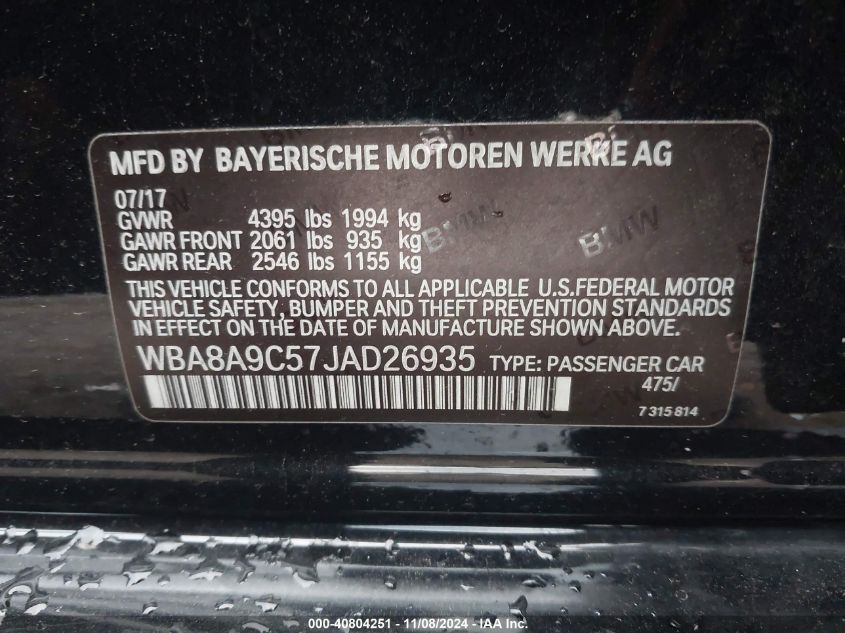 MFD BY BAYERISCHE MOTOREN WERKE AG
07/17
GVWR 4395 lbs 1994 kg
GAWR FRONT 2061 lbs 935 kg
GAWR REAR 2546 lbs 1155 kg
THIS VEHICLE CONFORMS TO ALL APPLICABLE U.S.FEDERAL MOTOR
VEHICLE SAFETY, BUMPER AND THEFT PREVENTION STANDARDS
IN EFFECT ON THE DATE OF MANUFACTURE SHOWN ABOVE.
WBA8A9C57JAD26935 TYPE: PASSENGER CAR
475/
7 315 814
BMW
BMW
000-40804251 - 11/08/2024 - IAA Inc.